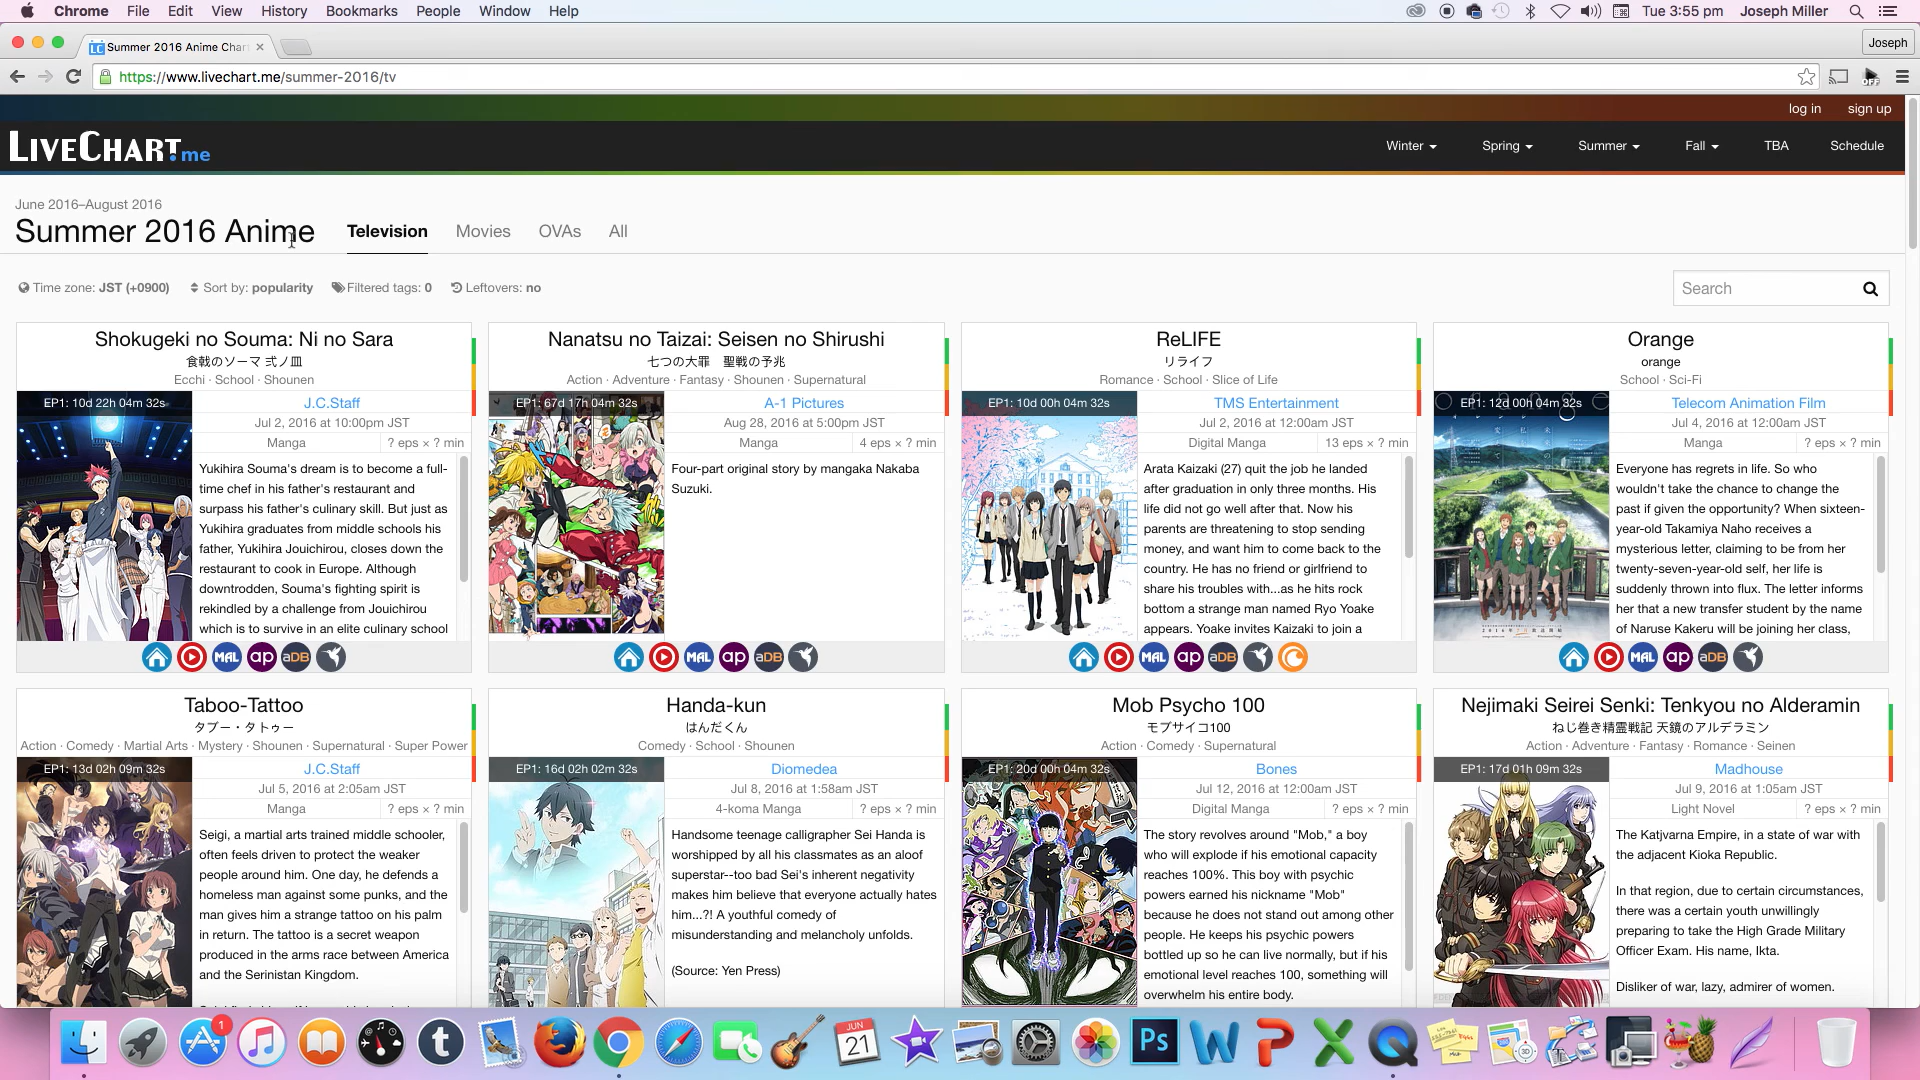 Chrome File Edit View History Bookmarks People Window Help
Tue 3:55 pm Joseph Miller
Summer 2016 Anime Char
Joseph
https://www.livechart.me/summer-2016/tv
OFF
log in sign up
LIVECHART.me
Winter Spring Summer Fall TBA Schedule
June 2016–August 2016
Summer 2016 Anime Television Movies OVAs All
Time zone: JST (+0900) Sort by: popularity Filtered tags: 0 Leftovers: no
Search
Shokugeki no Souma: Ni no Sara
食戟のソーマ 弐ノ皿
Ecchi · School · Shounen
EP1: 10d 22h 04m 32s
J.C.Staff
Jul 2, 2016 at 10:00pm JST
Manga ? eps × ? min
Yukihira Souma's dream is to become a full-
time chef in his father's restaurant and
surpass his father's culinary skill. But just as
Yukihira graduates from middle schools his
father, Yukihira Jouichirou, closes down the
restaurant to cook in Europe. Although
downtrodden, Souma's fighting spirit is
rekindled by a challenge from Jouichirou
which is to survive in an elite culinary school
MAL ap aDB
Nanatsu no Taizai: Seisen no Shirushi
七つの大罪 聖戦の予兆
Action · Adventure · Fantasy · Shounen · Supernatural
EP1: 67d 17h 04m 32s
A-1 Pictures
Aug 28, 2016 at 5:00pm JST
Manga 4 eps × ? min
Four-part original story by mangaka Nakaba
Suzuki.
MAL ap aDB
ReLIFE
リライフ
Romance · School · Slice of Life
EP1: 10d 00h 04m 32s
TMS Entertainment
Jul 2, 2016 at 12:00am JST
Digital Manga 13 eps × ? min
Arata Kaizaki (27) quit the job he landed
after graduation in only three months. His
life did not go well after that. Now his
parents are threatening to stop sending
money, and want him to come back to the
country. He has no friend or girlfriend to
share his troubles with...as he hits rock
bottom a strange man named Ryo Yoake
appears. Yoake invites Kaizaki to join a
MAL ap aDB
Orange
orange
School · Sci-Fi
EP1: 12d 00h 04m 32s
Telecom Animation Film
Jul 4, 2016 at 12:00am JST
Manga ? eps × ? min
Everyone has regrets in life. So who
wouldn't take the chance to change the
past if given the opportunity? When sixteen-
year-old Takamiya Naho receives a
mysterious letter, claiming to be from her
twenty-seven-year-old self, her life is
suddenly thrown into flux. The letter informs
her that a new transfer student by the name
of Naruse Kakeru will be joining her class,
MAL ap aDB
Taboo-Tattoo
タブー・タトゥー
Action · Comedy · Martial Arts · Mystery · Shounen · Supernatural · Super Power
EP1: 13d 02h 09m 32s
J.C.Staff
Jul 5, 2016 at 2:05am JST
Manga ? eps × ? min
Seigi, a martial arts trained middle schooler,
often feels driven to protect the weaker
people around him. One day, he defends a
homeless man against some punks, and the
man gives him a strange tattoo on his palm
in return. The tattoo is a secret weapon
produced in the arms race between America
and the Serinistan Kingdom.
Handa-kun
はんだくん
Comedy · School · Shounen
EP1: 16d 02h 02m 32s
Diomedea
Jul 8, 2016 at 1:58am JST
4-koma Manga ? eps × ? min
Handsome teenage calligrapher Sei Handa is
worshipped by all his classmates as an aloof
superstar--too bad Sei's inherent negativity
makes him believe that everyone actually hates
him...?! A youthful comedy of
misunderstanding and melancholy unfolds.
(Source: Yen Press)
Mob Psycho 100
モブサイコ100
Action · Comedy · Supernatural
EP1: 20d 00h 04m 32s
Bones
Jul 12, 2016 at 12:00am JST
Digital Manga ? eps × ? min
The story revolves around "Mob," a boy
who will explode if his emotional capacity
reaches 100%. This boy with psychic
powers earned his nickname "Mob"
because he does not stand out among other
people. He keeps his psychic powers
bottled up so he can live normally, but if his
emotional level reaches 100, something will
overwhelm his entire body.
Nejimaki Seirei Senki: Tenkyou no Alderamin
ねじ巻き精霊戦記 天鏡のアルデラミン
Action · Adventure · Fantasy · Romance · Seinen
EP1: 17d 01h 09m 32s
Madhouse
Jul 9, 2016 at 1:05am JST
Light Novel ? eps × ? min
The Katjvarna Empire, in a state of war with
the adjacent Kioka Republic.
In that region, due to certain circumstances,
there was a certain youth unwillingly
preparing to take the High Grade Military
Officer Exam. His name, Ikta.
Disliker of war, lazy, admirer of women.
1
JUN
21
Ps